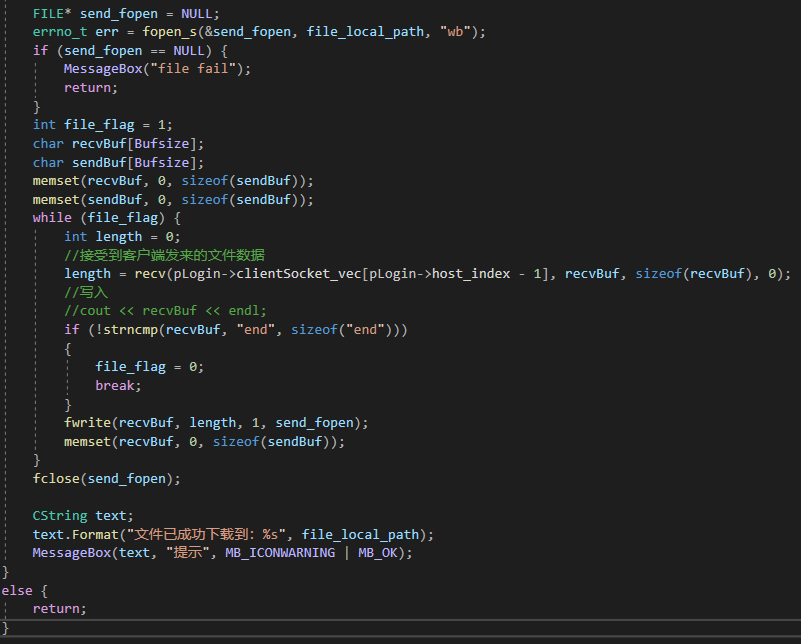 FILE* send_fopen = NULL;
errno_t err = fopen_s(&send_fopen, file_local_path, "wb");
if (send_fopen == NULL) {
MessageBox("file fail");
return;
}
int file_flag = 1;
char recvBuf[Bufsize];
char sendBuf[Bufsize];
memset(recvBuf, 0, sizeof(sendBuf));
memset(sendBuf, 0, sizeof(sendBuf));
while (file_flag) {
int length = 0;
//接受到客户端发来的文件数据
length = recv(pLogin->clientSocket_vec[pLogin->host_index - 1], recvBuf, sizeof(recvBuf), 0);
//写入
//cout << recvBuf << endl;
if (!strncmp(recvBuf, "end", sizeof("end")))
{
file_flag = 0;
break;
}
fwrite(recvBuf, length, 1, send_fopen);
memset(recvBuf, 0, sizeof(sendBuf));
}
fclose(send_fopen);
CString text;
text.Format("文件已成功下载到: %s", file_local_path);
MessageBox(text, "提示", MB_ICONWARNING | MB_OK);
}
else {
return;
}